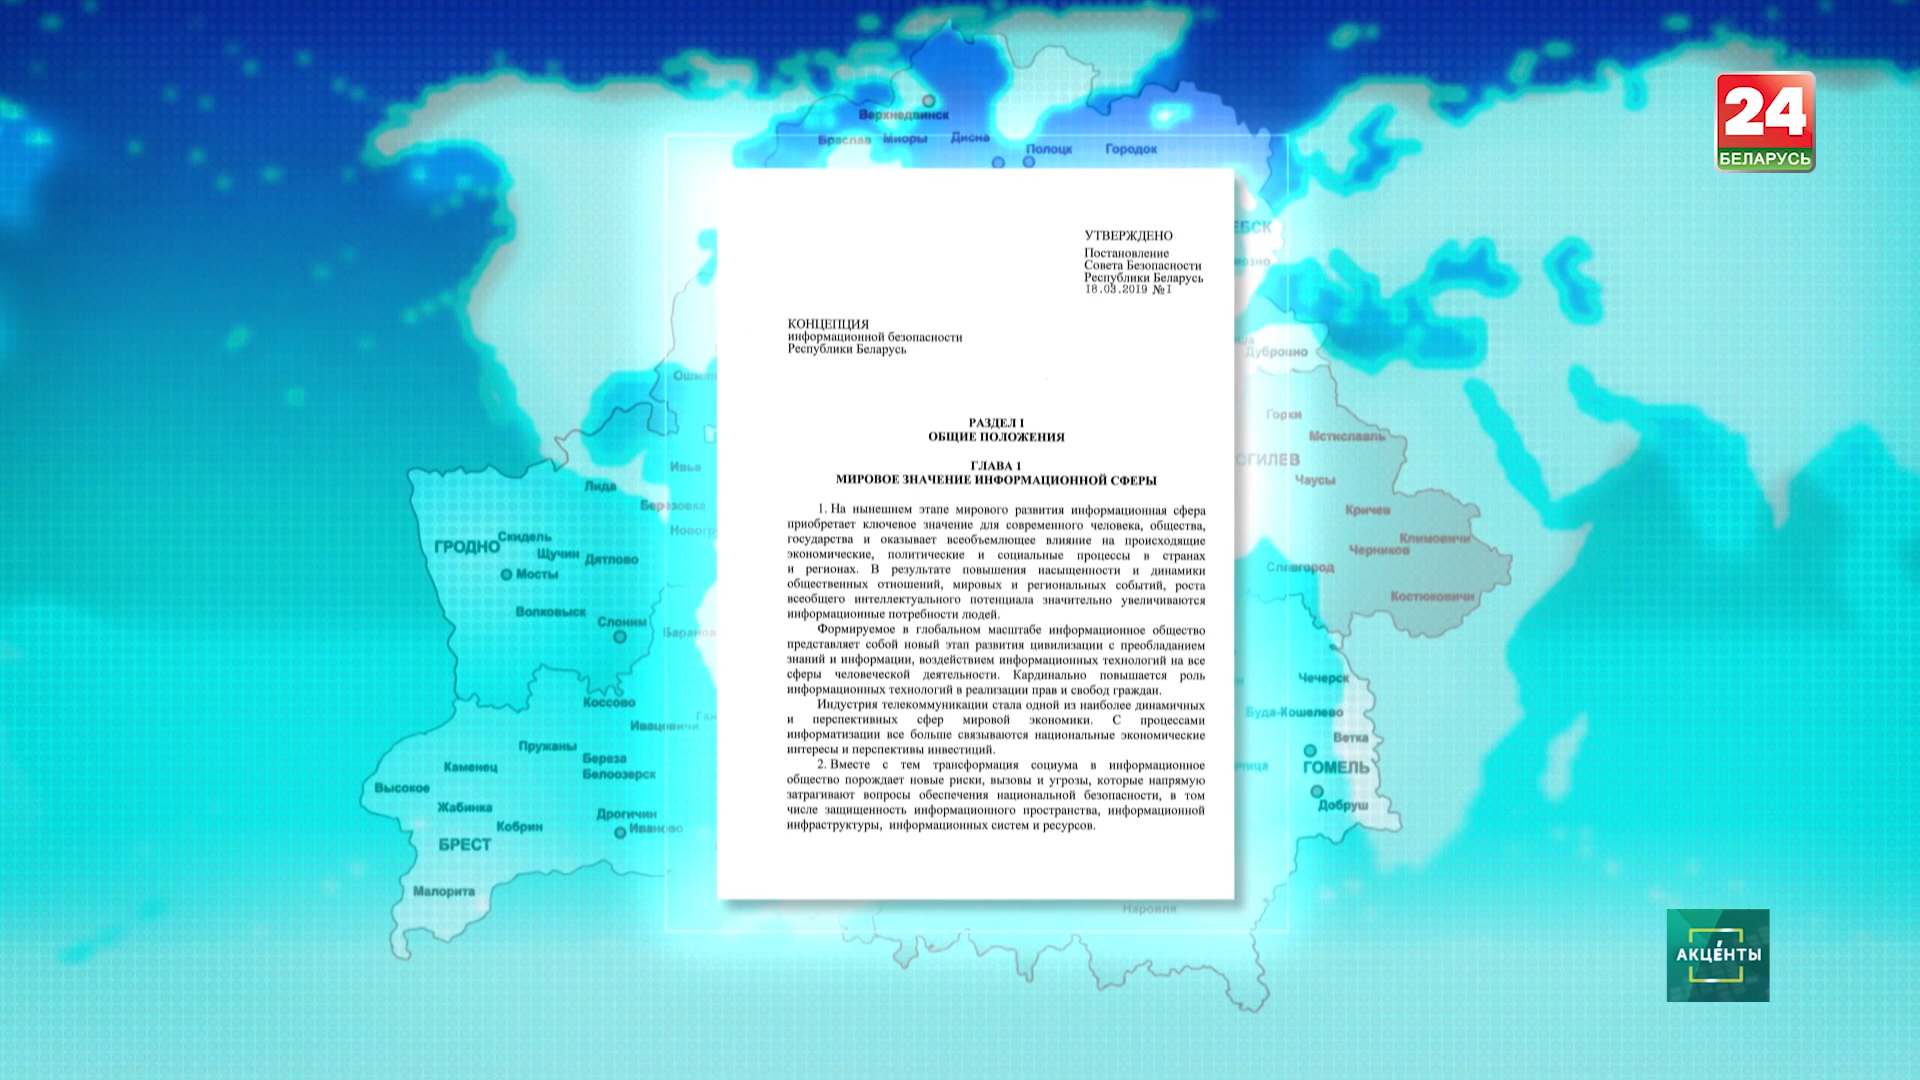 24
БЕЛАРУСЬ
Верхнедвинск
Браслав Миоры Дисна
Полоцк Городок
УТВЕРЖДЕНО
Постановление
Совета Безопасности
Республики Беларусь
18.03.2019 №1
КОНЦЕПЦИЯ
информационной безопасности
Республики Беларусь
РАЗДЕЛ I
ОБЩИЕ ПОЛОЖЕНИЯ
ГЛАВА 1
МИРОВОЕ ЗНАЧЕНИЕ ИНФОРМАЦИОННОЙ СФЕРЫ
1. На нынешнем этапе мирового развития информационная сфера
приобретает ключевое значение для современного человека, общества,
государства и оказывает всеобъемлющее влияние на происходящие
экономические, политические и социальные процессы в странах
и регионах. В результате повышения насыщенности и динамики
общественных отношений, мировых и региональных событий, роста
всеобщего интеллектуального потенциала значительно увеличиваются
информационные потребности людей.
Формируемое в глобальном масштабе информационное общество
представляет собой новый этап развития цивилизации с преобладанием
знаний и информации, воздействием информационных технологий на все
сферы человеческой деятельности. Кардинально повышается роль
информационных технологий в реализации прав и свобод граждан.
Индустрия телекоммуникации стала одной из наиболее динамичных
и перспективных сфер мировой экономики. С процессами
информатизации все больше связываются национальные экономические
интересы и перспективы инвестиций.
2. Вместе с тем трансформация социума в информационное
общество порождает новые риски, вызовы и угрозы, которые напрямую
затрагивают вопросы обеспечения национальной безопасности, в том
числе защищенность информационного пространства, информационной
инфраструктуры, информационных систем и ресурсов.
Ивье
Лида
Березовка
ГРОДНО
Скидель
Щучин
Дятлово
Мосты
Волковыск
Слоним
Коссово
Ивацевичи
Пружаны
Береза
Белоозерск
Каменец
Высокое
Жабинка
Дрогичин
Кобрин
Иваново
БРЕСТ
Малорита
Дубровно
Горки
Мстиславль
ОГИЛЕВ
Чаусы
Кричев
Климовичи
Чериков
Славгород
Костюковичи
Чечерск
Буда-Кошелево
Ветка
ГОМЕЛЬ
Добруш
Наровля
АКЦЕ́НТЫ